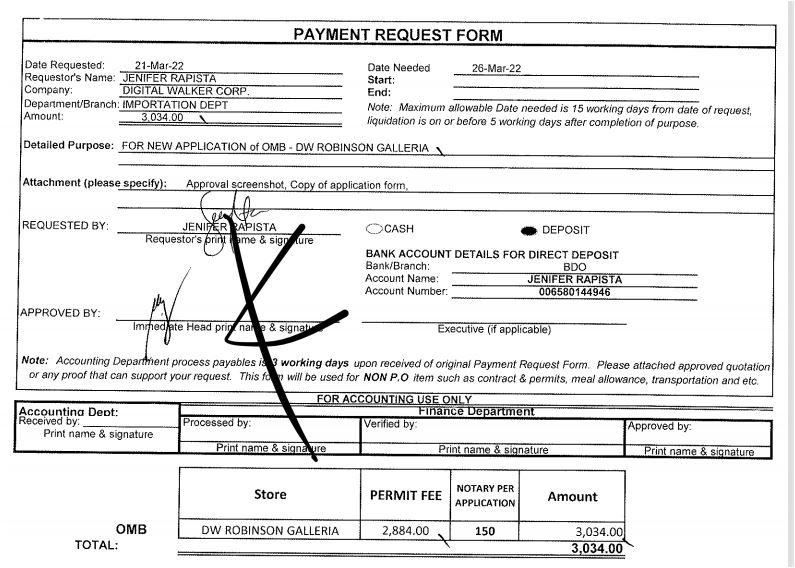 PAYMENT REQUEST FORM
Date Requested: 21-Mar-22
Date Needed 26-Mar-22
Requestor's Name: JENIFER RAPISTA
Start:
Company: DIGITAL WALKER CORP.
End:
Department/Branch: IMPORTATION DEPT
Note: Maximum allowable Date needed is 15 working days from date of request,
Amount: 3,034.00
liquidation is on or before 5 working days after completion of purpose.
Detailed Purpose: FOR NEW APPLICATION of OMB - DW ROBINSON GALLERIA
Attachment (please specify): Approval screenshot, Copy of application form,
REQUESTED BY: JENIFER RAPISTA
CASH DEPOSIT
Requestor's print name & signature
BANK ACCOUNT DETAILS FOR DIRECT DEPOSIT
Bank/Branch: BDO
Account Name: JENIFER RAPISTA
Account Number: 006580144946
APPROVED BY:
Immediate Head print name & signature
Executive (if applicable)
Note: Accounting Department process payables is 3 working days upon received of original Payment Request Form. Please attached approved quotation
or any proof that can support your request. This form will be used for NON P.O item such as contract & permits, meal allowance, transportation and etc.
FOR ACCOUNTING USE ONLY
Accounting Dept: Finance Department
Received by: Processed by: Verified by: Approved by:
Print name & signature Print name & signature Print name & signature Print name & signature
Store PERMIT FEE NOTARY PER APPLICATION Amount
OMB DW ROBINSON GALLERIA 2,884.00 150 3,034.00
TOTAL: 3,034.00